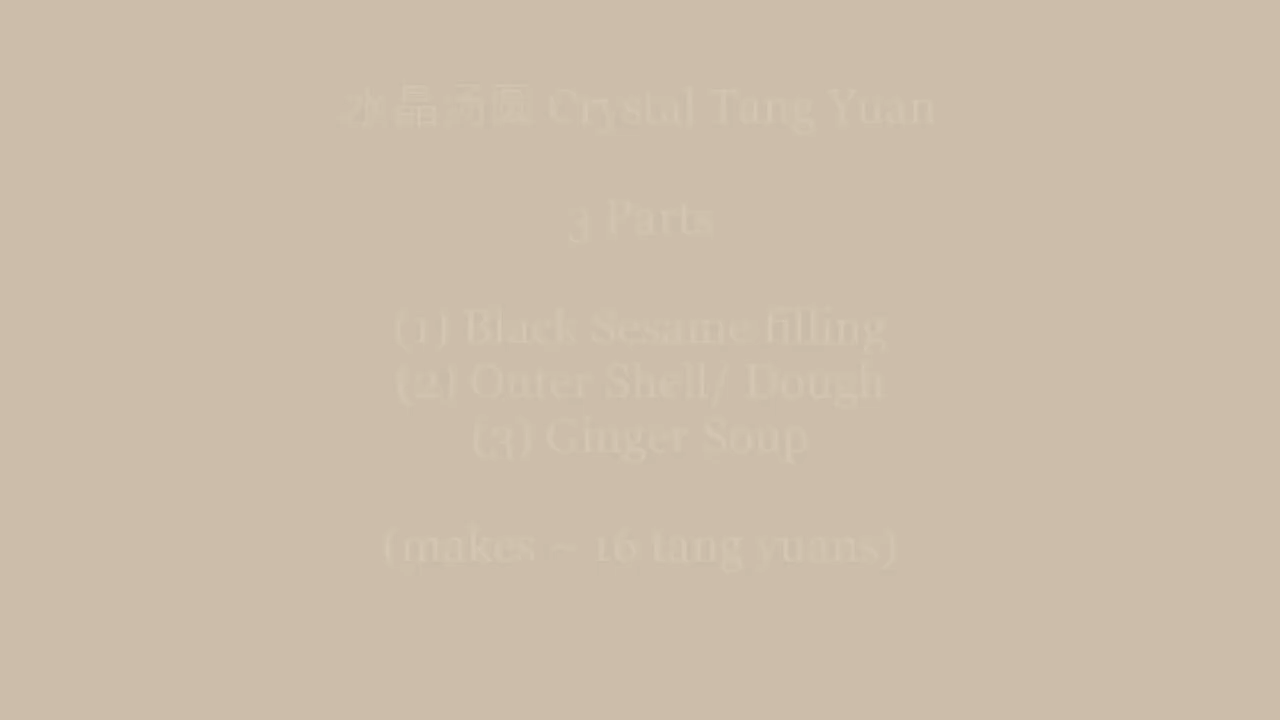 水晶汤圆 Crystal Tang Yuan
3 Parts
(1) Black Sesame filling
(2) Outer Shell/ Dough
(3) Ginger Soup
(makes ~ 16 tang yuans)